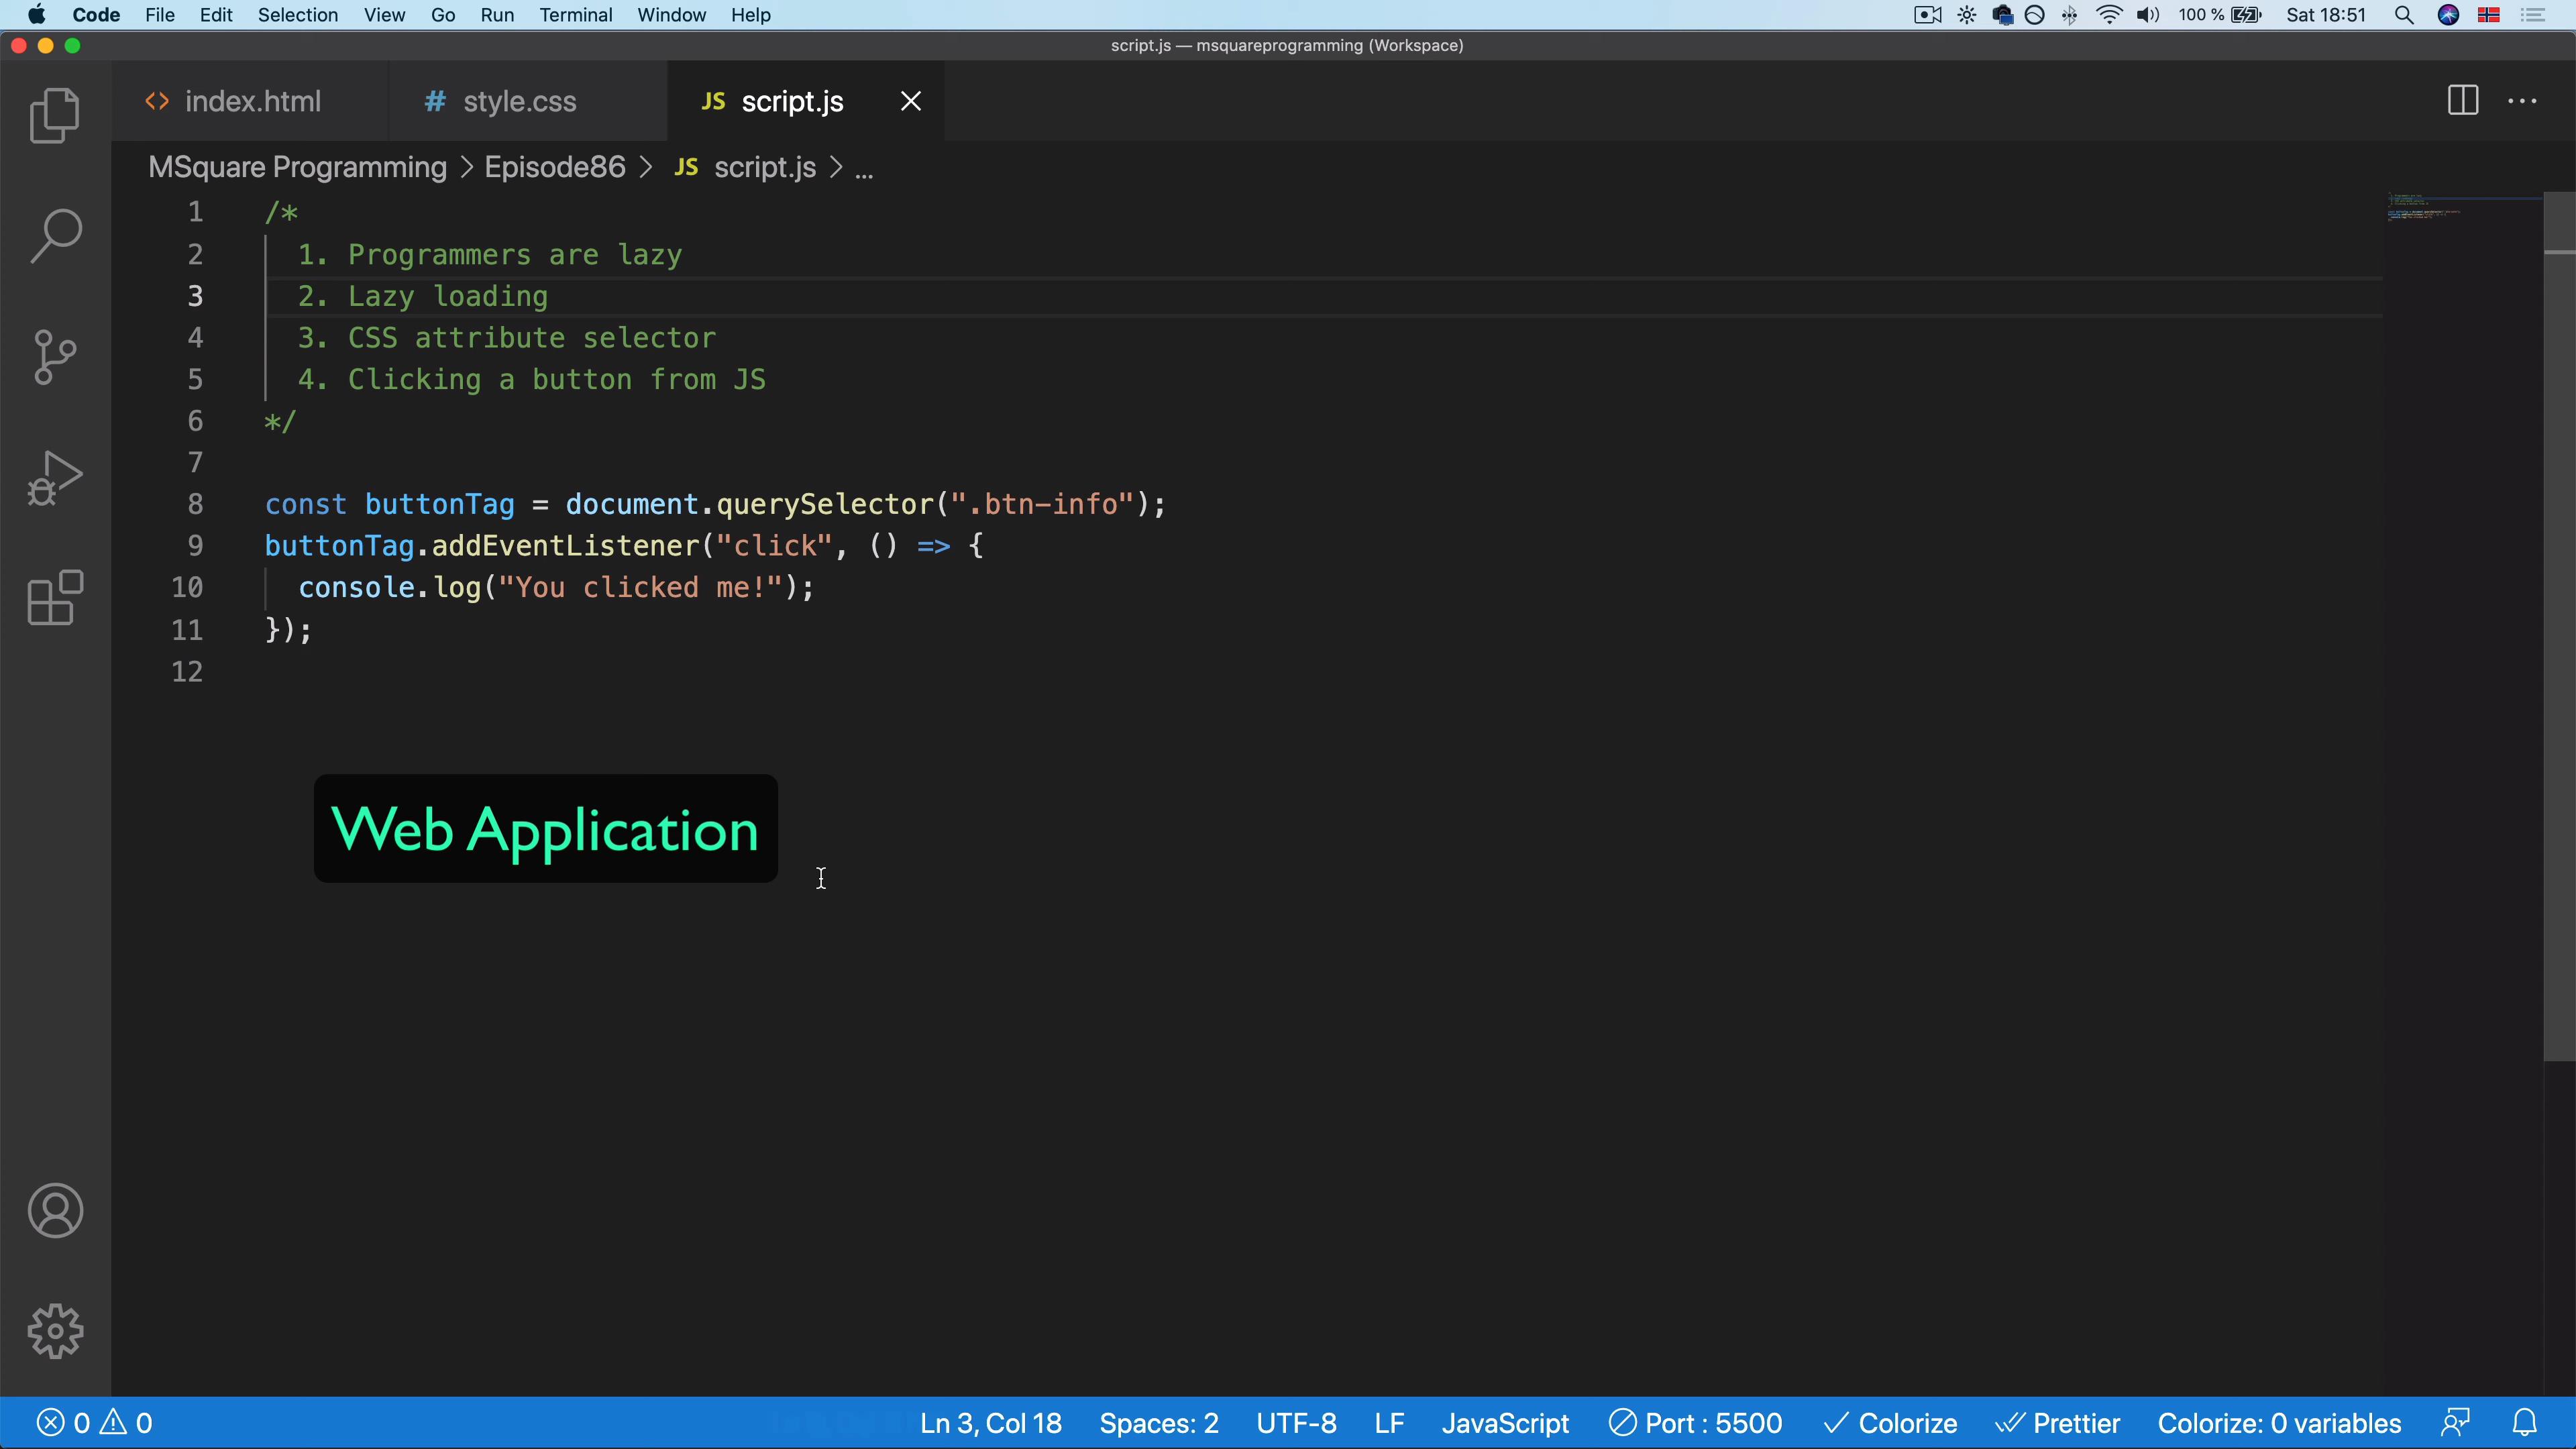 Code File Edit Selection View Go Run Terminal Window Help 100 % Sat 18:51
script.js — msquareprogramming (Workspace)
<> index.html # style.css JS script.js
MSquare Programming > Episode86 > JS script.js > ...
1 /*
2 1. Programmers are lazy
3 2. Lazy loading
4 3. CSS attribute selector
5 4. Clicking a button from JS
6 */
7
8 const buttonTag = document.querySelector(".btn-info");
9 buttonTag.addEventListener("click", () => {
10 console.log("You clicked me!");
11 });
12
Web Application
0 0 Ln 3, Col 18 Spaces: 2 UTF-8 LF JavaScript Port : 5500 Colorize Prettier Colorize: 0 variables